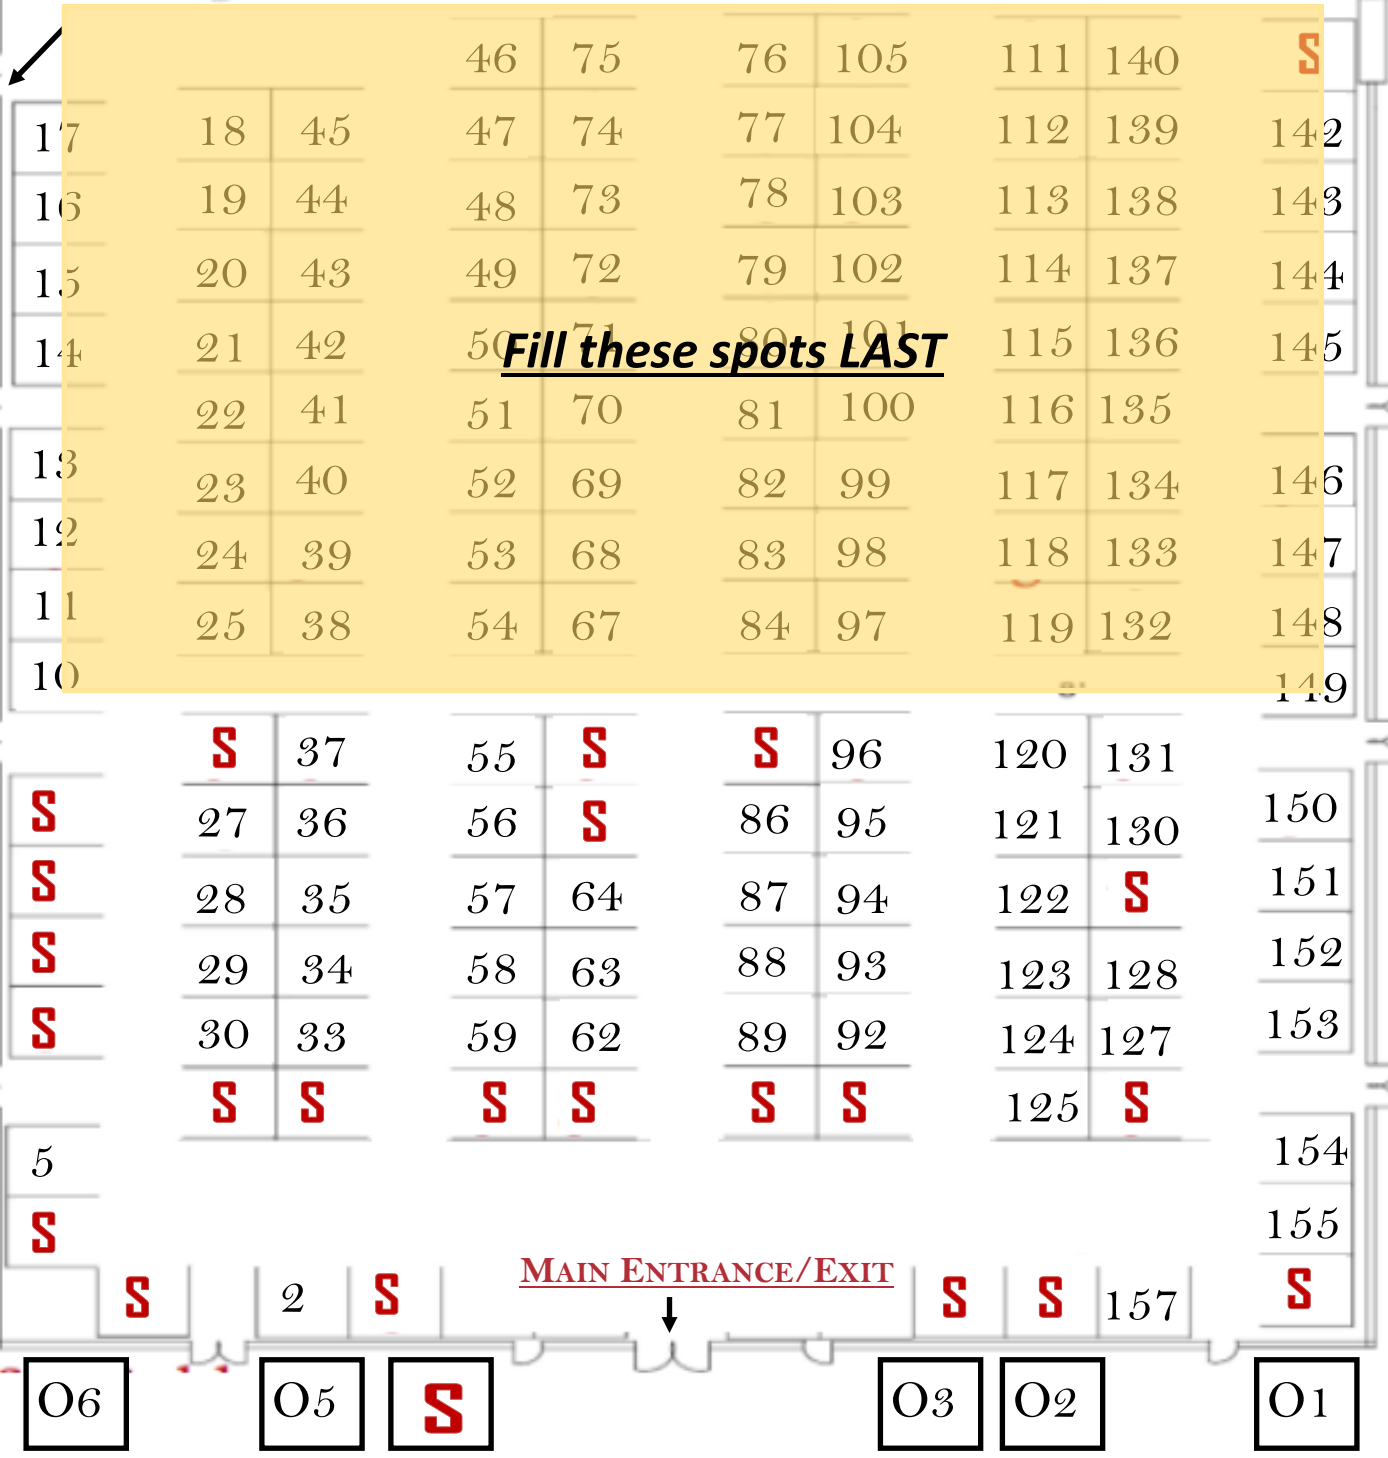 46 75 76 105 111 140 S
17 18 45 47 74 77 104 112 139 142
16 19 44 48 73 78 103 113 138 143
15 20 43 49 72 79 102 114 137 144
14 21 42 50 71 80 101 115 136 145
Fill these spots LAST
22 41 51 70 81 100 116 135
13 23 40 52 69 82 99 117 134 146
12 24 39 53 68 83 98 118 133 147
11 25 38 54 67 84 97 119 132 148
10 149
S 37 55 S S 96 120 131
S 27 36 56 S 86 95 121 130 150
S 28 35 57 64 87 94 122 S 151
S 29 34 58 63 88 93 123 128 152
S 30 33 59 62 89 92 124 127 153
S S S S S S 125 S
5 154
S 155
MAIN ENTRANCE/EXIT
S 2 S S S 157 S
O6 O5 S O3 O2 O1